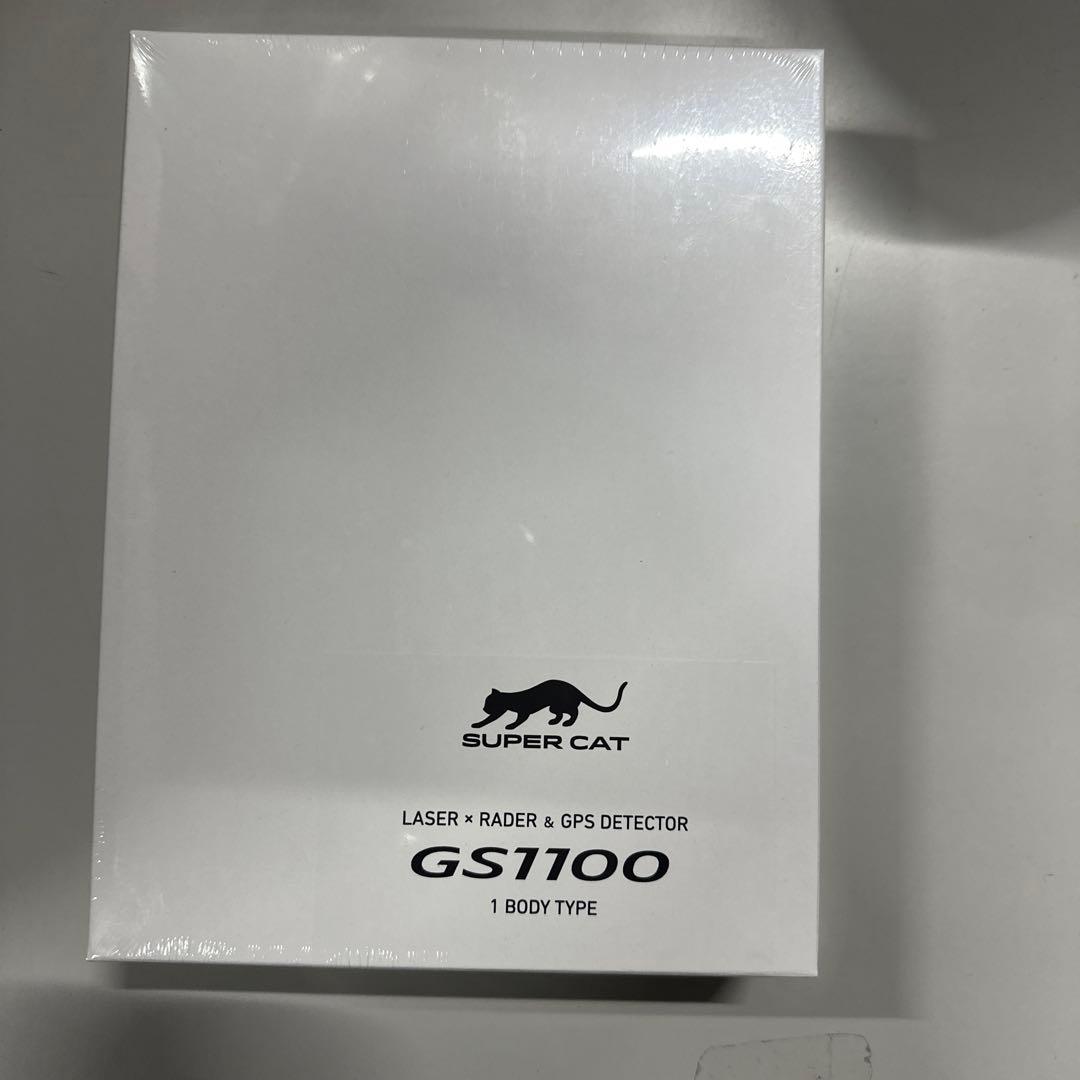 SUPER CAT
LASER × RADER & GPS DETECTOR
GS1100
1 BODY TYPE